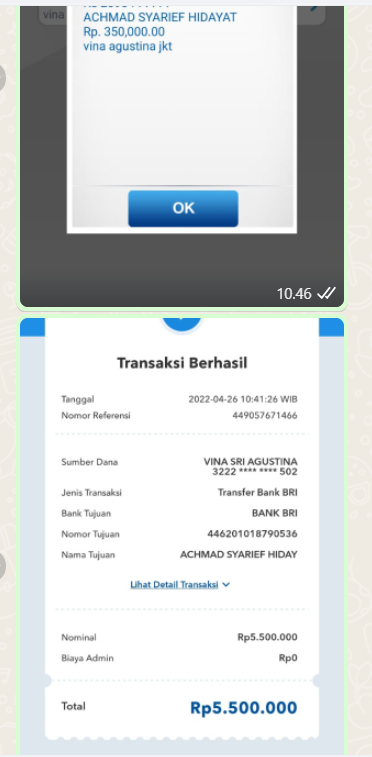 vina
ACHMAD SYARIEF HIDAYAT
Rp. 350,000.00
vina agustina jkt
OK
10.46
Transaksi Berhasil
Tanggal 2022-04-26 10:41:26 WIB
Nomor Referensi 449057671466
Sumber Dana VINA SRI AGUSTINA
3222 **** **** 502
Jenis Transaksi Transfer Bank BRI
Bank Tujuan BANK BRI
Nomor Tujuan 446201018790536
Nama Tujuan ACHMAD SYARIEF HIDAY
Lihat Detail Transaksi
Nominal Rp5.500.000
Biaya Admin Rp0
Total Rp5.500.000